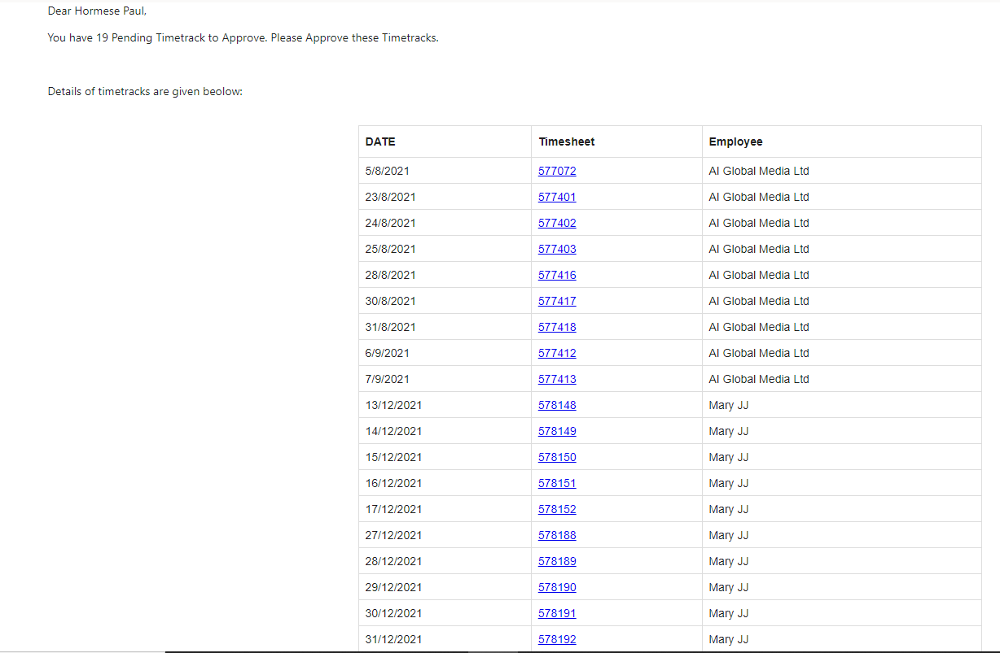 Dear Hormese Paul,
You have 19 Pending Timetrack to Approve. Please Approve these Timetracks.
Details of timetracks are given beolow:
DATE Timesheet Employee
5/8/2021 577072 AI Global Media Ltd
23/8/2021 577401 AI Global Media Ltd
24/8/2021 577402 AI Global Media Ltd
25/8/2021 577403 AI Global Media Ltd
28/8/2021 577416 AI Global Media Ltd
30/8/2021 577417 AI Global Media Ltd
31/8/2021 577418 AI Global Media Ltd
6/9/2021 577412 AI Global Media Ltd
7/9/2021 577413 AI Global Media Ltd
13/12/2021 578148 Mary JJ
14/12/2021 578149 Mary JJ
15/12/2021 578150 Mary JJ
16/12/2021 578151 Mary JJ
17/12/2021 578152 Mary JJ
27/12/2021 578188 Mary JJ
28/12/2021 578189 Mary JJ
29/12/2021 578190 Mary JJ
30/12/2021 578191 Mary JJ
31/12/2021 578192 Mary JJ